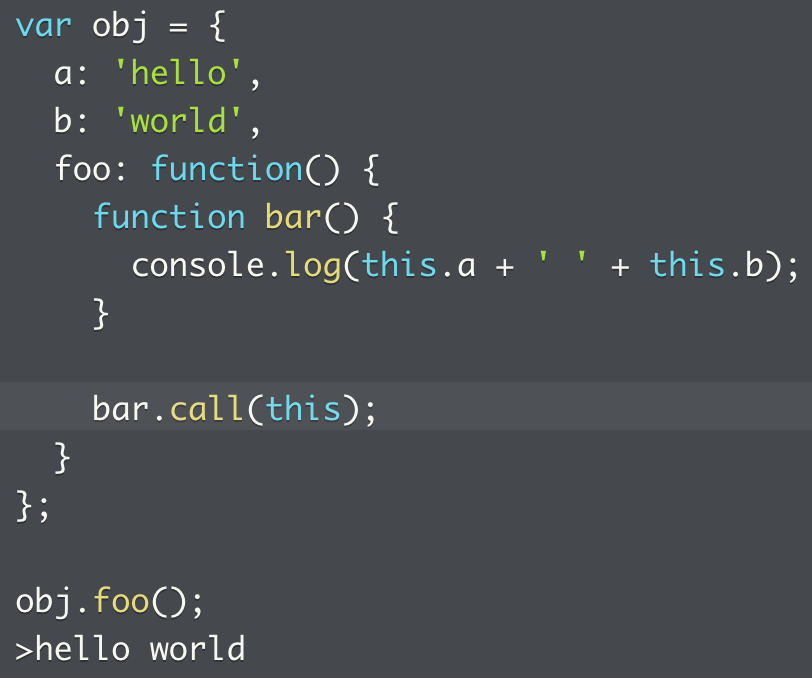 var obj = {
  a: 'hello',
  b: 'world',
  foo: function() {
    function bar() {
      console.log(this.a + ' ' + this.b);
    }

    bar.call(this);
  }
};

obj.foo();
>hello world